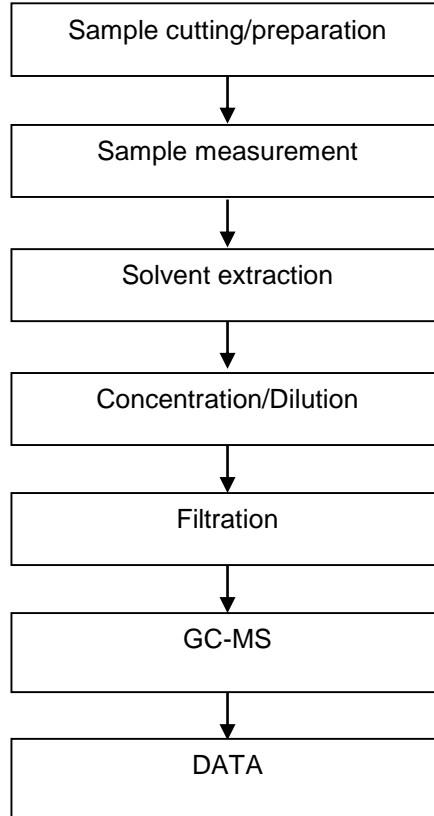 Sample cutting/preparation
Sample measurement
Solvent extraction
Concentration/Dilution
Filtration
GC-MS
DATA